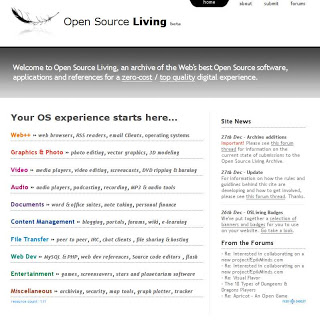 home about submit forums
Open Source Living beta
Welcome to Open Source Living, an archive of the Web's best Open Source software,
applications and references for a zero-cost / top quality digital experience.
Your OS experience starts here...
Web++ •• web browsers, RSS readers, email Clients, operating systems
Graphics & Photo •• photo editing, vector graphics, 3D modeling
Video •• media players, video editing, screencasts, DVD ripping & burning
Audio •• media players, podcasting, recording, MP3 & audio tools
Documents •• word & office suites, note taking, personal finance
Content Management •• blogging, portals, forums, wiki, e-learning
File Transfer •• peer to peer, IRC, chat clients , file sharing & hosting
Web Dev •• MySQL & PHP, web dev references, Source code editors , flash
Entertainment •• games, screensavers, stars and planetarium software
Miscellaneous •• archiving, security, map tools, graph plotter, tracker
Site News
27th Dec - Archive additions
Important! Please see this forum
thread for information on the
current state of submissions to the
Open Source Living Archive.
27th Dec - Update
For information on how the rules and
guidelines behind this site are
developing and how to get involved,
please see this forum thread. Thanks.
26th Dec - OSLiving Badges
We've put together a selection of
banners and badges for you to use
on your website. Go take a look.
From the Forums
- Re: Interested in collaborating on a
new project?EpikMinds.com
- Re: Visual Player
- The 10 Types of Dungeons &
Dragons Players
- Re: Interested in collaborating on a
new project?EpikMinds.com
- Re: Apricot - An Open Game